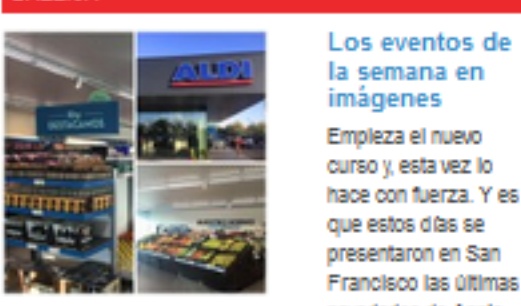 ALDI
DESTACAMOS
Los eventos de
la semana en
imágenes
Empieza el nuevo
curso y, esta vez lo
hace con fuerza. Y es
que estos días se
presentaron en San
Francisco las últimas